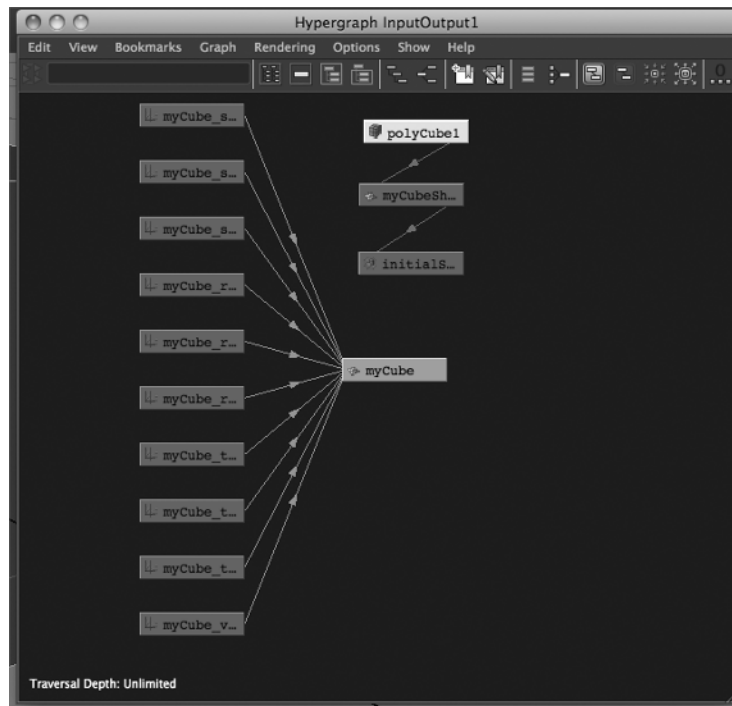 Hypergraph InputOutput1
Edit View Bookmarks Graph Rendering Options Show Help
myCube_s...
polyCube1
myCube_s...
myCubeSh...
myCube_s...
initialS...
myCube_r...
myCube_r...
myCube
myCube_r...
myCube_t...
myCube_t...
myCube_t...
myCube_v...
Traversal Depth: Unlimited